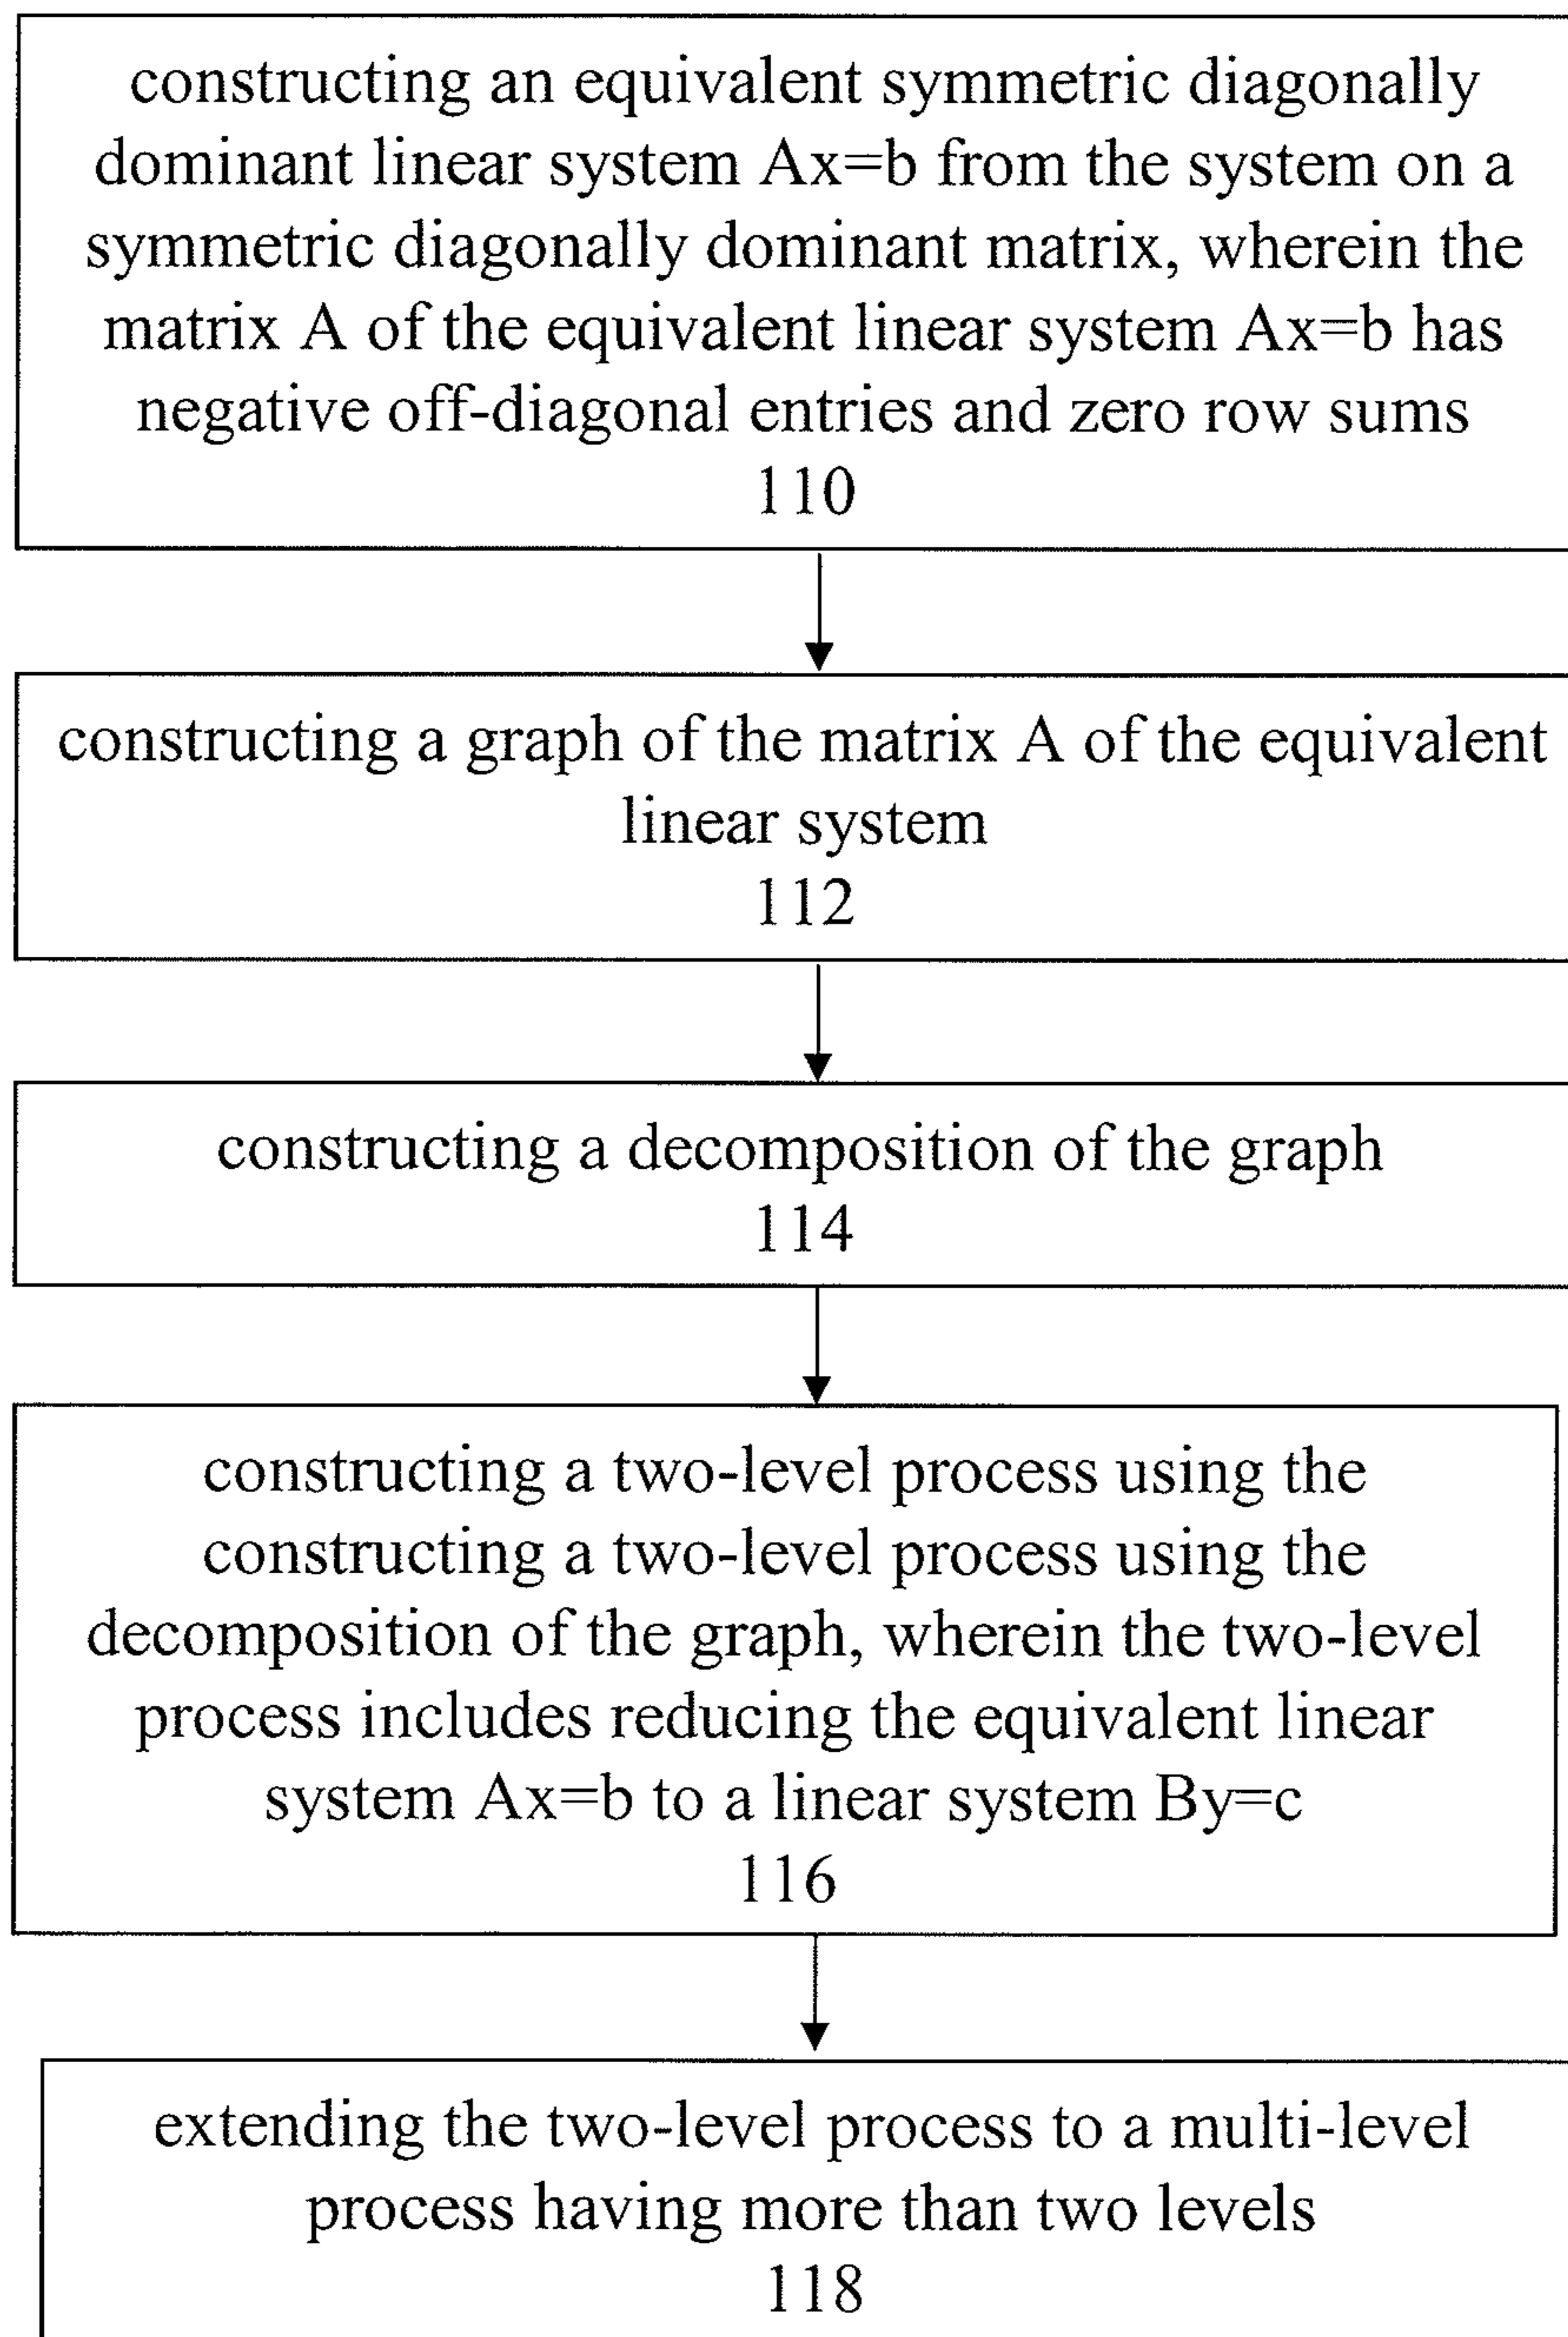 constructing an equivalent symmetric diagonally
dominant linear system Ax=b from the system on a
symmetric diagonally dominant matrix, wherein the
matrix A of the equivalent linear system Ax=b has
negative off-diagonal entries and zero row sums
110
constructing a graph of the matrix A of the equivalent
linear system
112
constructing a decomposition of the graph
114
constructing a two-level process using the
constructing a two-level process using the
decomposition of the graph, wherein the two-level
process includes reducing the equivalent linear
system Ax=b to a linear system By=c
116
extending the two-level process to a multi-level
process having more than two levels
118